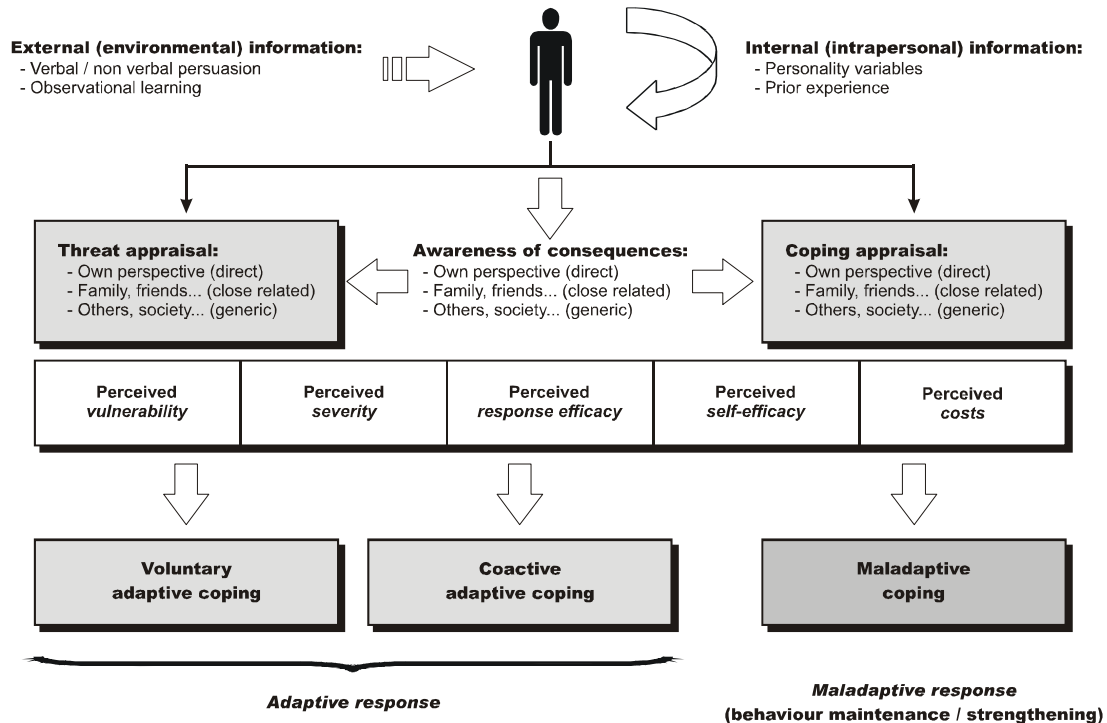 External (environmental) information:
- Verbal / non verbal persuasion
- Observational learning
Internal (intrapersonal) information:
- Personality variables
- Prior experience
Threat appraisal:
- Own perspective (direct)
- Family, friends... (close related)
- Others, society... (generic)
Awareness of consequences:
- Own perspective (direct)
- Family, friends... (close related)
- Others, society... (generic)
Coping appraisal:
- Own perspective (direct)
- Family, friends... (close related)
- Others, society... (generic)
Perceived
vulnerability
Perceived
severity
Perceived
response efficacy
Perceived
self-efficacy
Perceived
costs
Voluntary
adaptive coping
Coactive
adaptive coping
Maladaptive
coping
Adaptive response
Maladaptive response
(behaviour maintenance / strengthening)